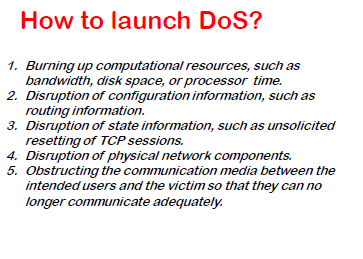 How to launch DoS?
1. Burning up computational resources, such as
bandwidth, disk space, or processor time.
2. Disruption of configuration information, such as
routing information.
3. Disruption of state information, such as unsolicited
resetting of TCP sessions.
4. Disruption of physical network components.
5. Obstructing the communication media between the
intended users and the victim so that they can no
longer communicate adequately.